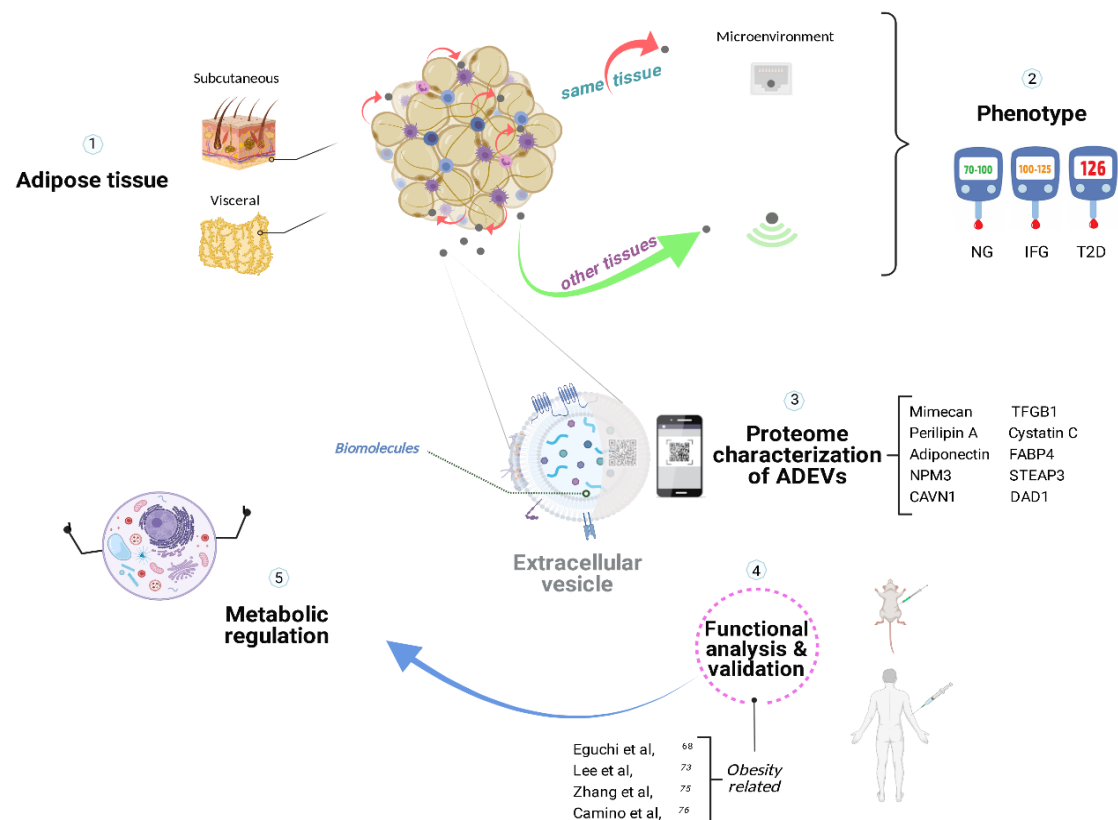 1
Adipose tissue
Subcutaneous
Visceral
same tissue
other tissues
Microenvironment
2
Phenotype
70-100
100-125
126
NG
IFG
T2D
Biomolecules
Extracellular
vesicle
3
Proteome
characterization
of ADEVs
Mimecan TFGB1
Perilipin A Cystatin C
Adiponectin FABP4
NPM3 STEAP3
CAVN1 DAD1
4
Functional
analysis &
validation
Obesity
related
Eguchi et al, 68
Lee et al, 73
Zhang et al, 75
Camino et al, 76
5
Metabolic
regulation